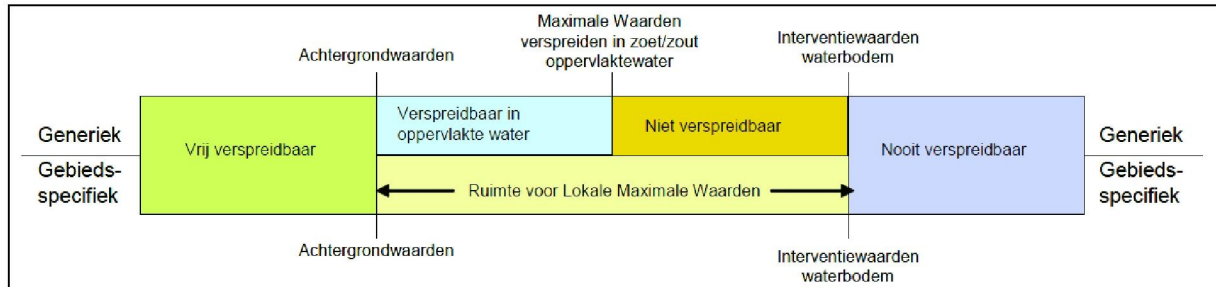 Maximale Waarden
verspreiden in zoet/zout
oppervlaktewater
Interventiewaarden
waterbodem
Achtergrondwaarden
Generiek
Gebieds-
specifiek
Vrij verspreidbaar
Verspreidbaar in
oppervlakte water
Niet verspreidbaar
Nooit verspreidbaar
Ruimte voor Lokale Maximale Waarden
Generiek
Gebieds-
specifiek
Achtergrondwaarden
Interventiewaarden
waterbodem